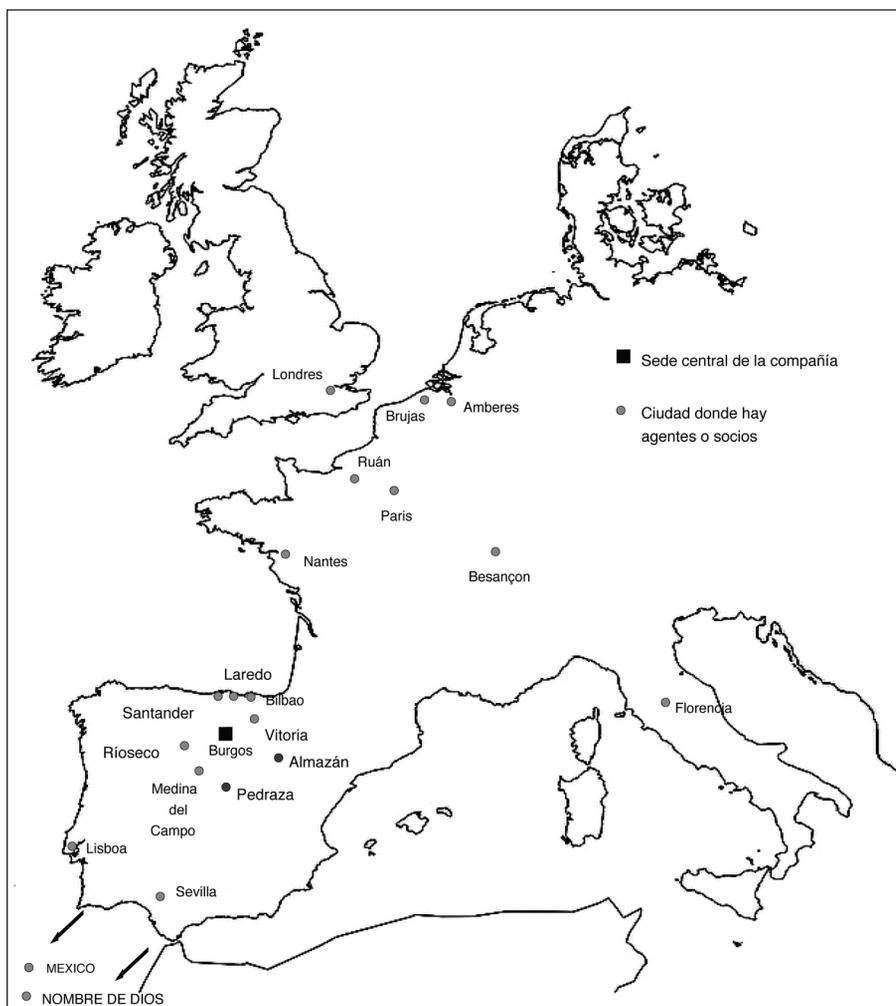 Londres
Brujas
Amberes
Ruán
Paris
Nantes
Besançon
Sede central de la compañía
Ciudad donde hay
agentes o socios
Laredo
Santander
Bilbao
Vitoria
Ríoseco
Burgos
Almazán
Medina
del
Campo
Pedraza
Florencia
Lisboa
Sevilla
MEXICO
NOMBRE DE DIOS